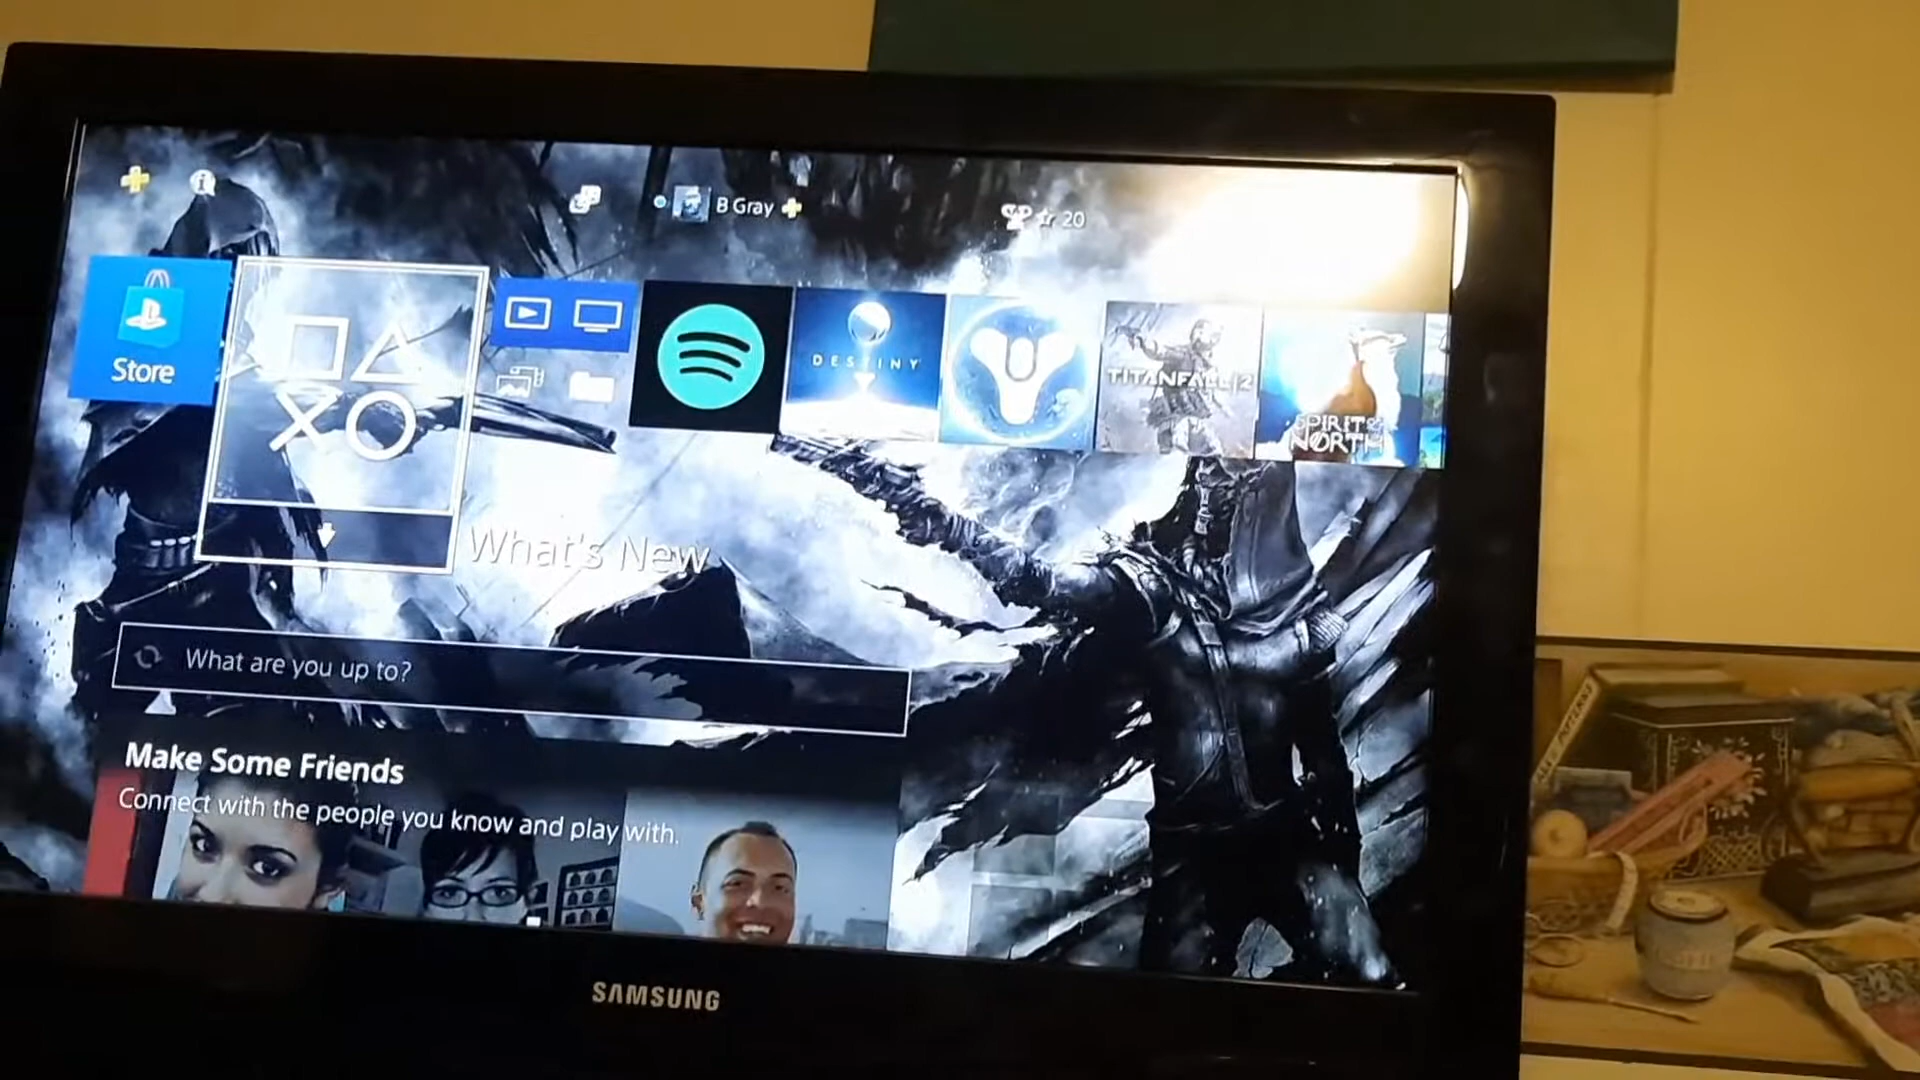 B Gray
20
Store
DESTINY
TITANFALL 2
SPIRIT OF
NORTH
What's New
What are you up to?
Make Some Friends
Connect with the people you know and play with.
SAMSUNG